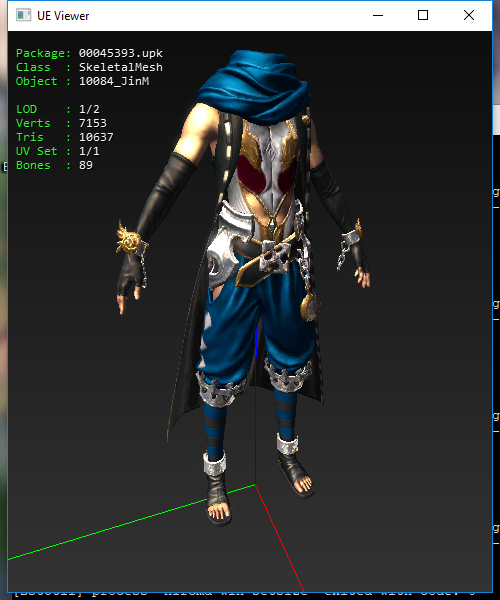 UE Viewer
Package: 00045393.upk
Class  : SkeletalMesh
Object : 10084_JinM
LOD    : 1/2
Verts  : 7153
Tris   : 10637
UV Set : 1/1
Bones  : 89